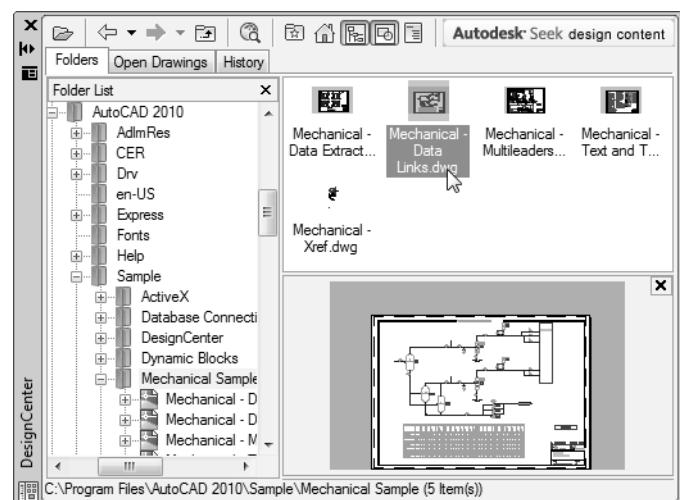 Autodesk® Seek design content
Folders
Open Drawings
History
Folder List
AutoCAD 2010
AdlmRes
CER
Drv
en-US
Express
Fonts
Help
Sample
ActiveX
Database Connecti
DesignCenter
Dynamic Blocks
Mechanical Sample
Mechanical - D
Mechanical - D
Mechanical - M
Mechanical -
Data Extract...
Mechanical -
Data
Links.dwg
Mechanical -
Multileaders...
Mechanical -
Text and T...
Mechanical -
Xref.dwg
DesignCenter
C:\Program Files\AutoCAD 2010\Sample\Mechanical Sample (5 Item(s))